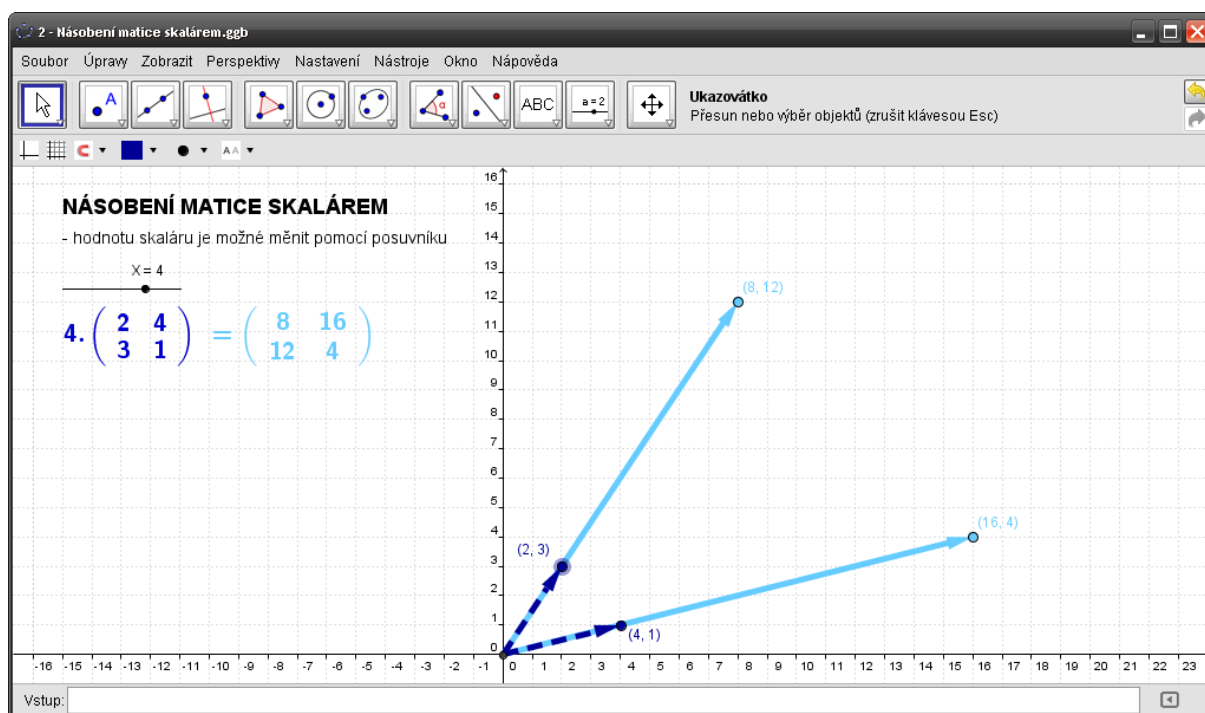 2 - Násobení matice skalárem.ggb
Soubor Úpravy Zobrazit Perspektivy Nastavení Nástroje Okno Nápověda
A α ABC a = 2
Ukazovátko
Přesun nebo výběr objektů (zrušit klávesou Esc)
AA
NÁSOBENÍ MATICE SKALÁREM
- hodnotu skaláru je možné měnit pomocí posuvníku
X = 4
4. ( 2 4 ) = ( 8 16 )
( 3 1 ) ( 12 4 )
16
15
14
13
12
11
10
9
8
7
6
5
4
3
2
1
0
(8, 12)
(16, 4)
(2, 3)
(4, 1)
-16 -15 -14 -13 -12 -11 -10 -9 -8 -7 -6 -5 -4 -3 -2 -1 0 1 2 3 4 5 6 7 8 9 10 11 12 13 14 15 16 17 18 19 20 21 22 23
Vstup: